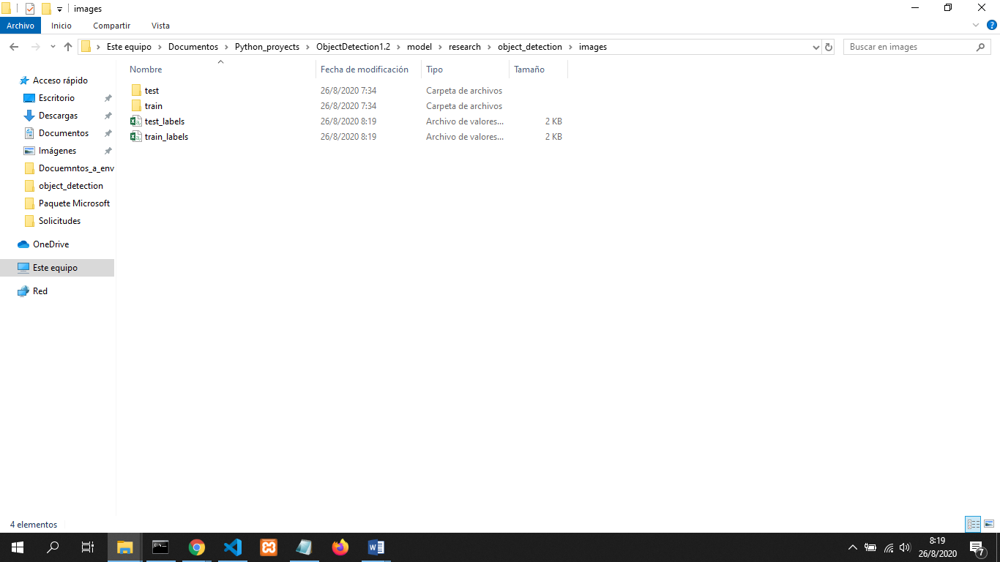 images
Archivo Inicio Compartir Vista
Este equipo Documentos Python_proyects ObjectDetection1.2 model research object_detection images Buscar en images
Nombre Fecha de modificación Tipo Tamaño
Acceso rápido
Escritorio
Descargas
Documentos
Imágenes
Docuemntos_a_env
object_detection
Paquete Microsoft
Solicitudes
OneDrive
Este equipo
Red
test 26/8/2020 7:34 Carpeta de archivos
train 26/8/2020 7:34 Carpeta de archivos
test_labels 26/8/2020 8:19 Archivo de valores... 2 KB
train_labels 26/8/2020 8:19 Archivo de valores... 2 KB
4 elementos
8:19
26/8/2020
7